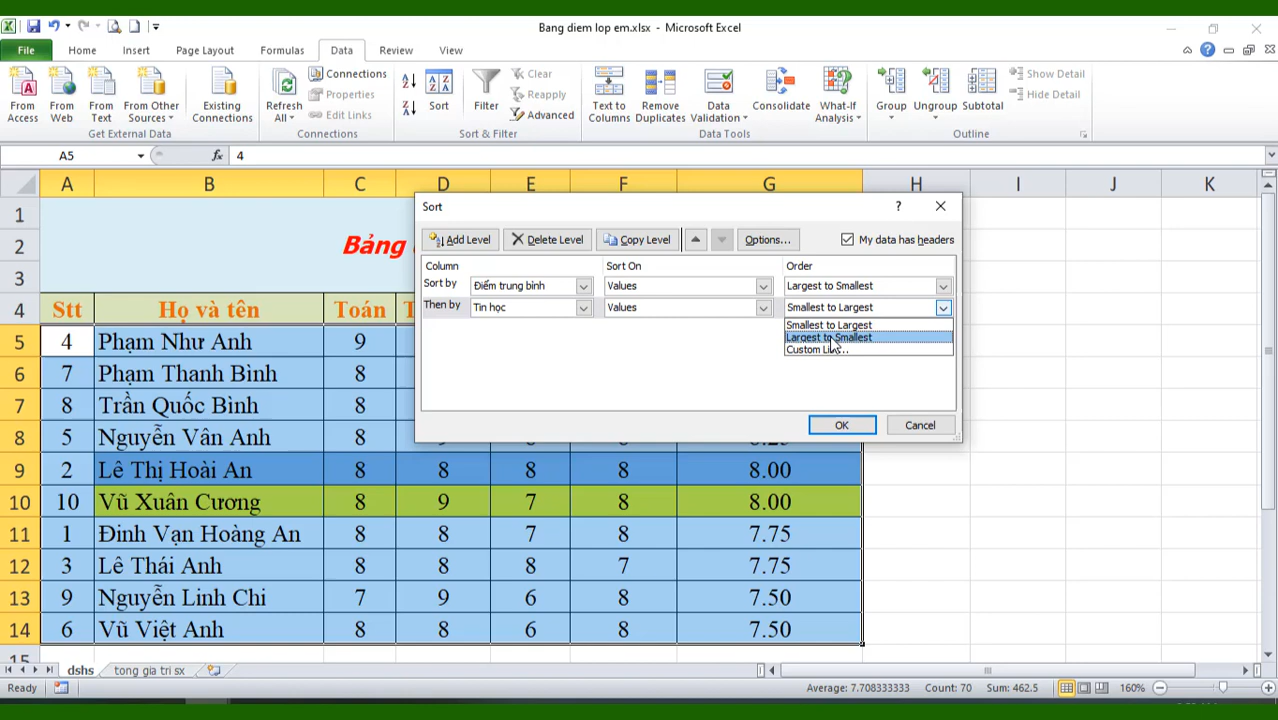 Bang diem lop em.xlsx - Microsoft Excel
File Home Insert Page Layout Formulas Data Review View
From Access
From Web
From Text
From Other Sources
Existing Connections
Refresh All
Connections
Properties
Edit Links
Sort
Filter
Clear
Reapply
Advanced
Text to Columns
Remove Duplicates
Data Validation
Consolidate
What-If Analysis
Group
Ungroup
Subtotal
Show Detail
Hide Detail
Get External Data Connections Sort & Filter Data Tools Outline
A5 fx 4
A B C D E F G H I J K
1
2 Bảng
3
4 Stt Họ và tên Toán
5 4 Phạm Như Anh 9
6 7 Phạm Thanh Bình 8
7 8 Trần Quốc Bình 8
8 5 Nguyễn Vân Anh 8
9 2 Lê Thị Hoài An 8 8 8 8 8.00
10 10 Vũ Xuân Cương 8 9 7 8 8.00
11 1 Đinh Vạn Hoàng An 8 8 7 8 7.75
12 3 Lê Thái Anh 8 8 8 7 7.75
13 9 Nguyễn Linh Chi 7 9 6 8 7.50
14 6 Vũ Việt Anh 8 8 6 8 7.50
15
Sort ?
Add Level Delete Level Copy Level Options... My data has headers
Column Sort On Order
Sort by Điểm trung bình Values Largest to Smallest
Then by Tin học Values Smallest to Largest
Smallest to Largest
Largest to Smallest
OK Cancel
dshs tong gia tri sx
Ready Average: 7.708333333 Count: 70 Sum: 462.5 160%